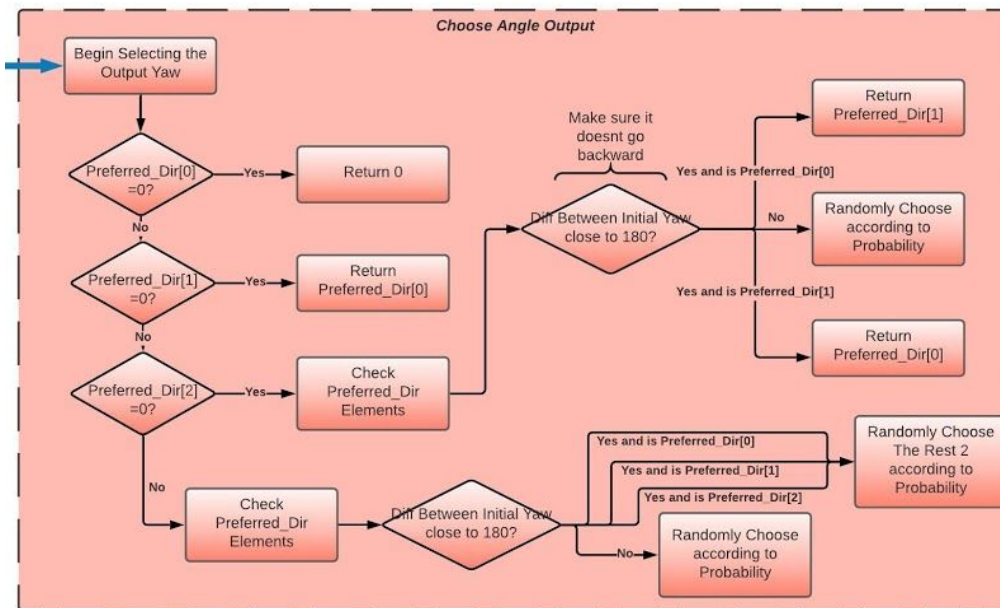 Choose Angle Output
Begin Selecting the
Output Yaw
Preferred_Dir[0]
=0?
Yes
Return 0
No
Preferred_Dir[1]
=0?
Yes
Return
Preferred_Dir[0]
No
Preferred_Dir[2]
=0?
Yes
Check
Preferred_Dir
Elements
Make sure it
doesnt go
backward
Diff Between Initial Yaw
close to 180?
Yes and is Preferred_Dir[0]
Return
Preferred_Dir[1]
No
Randomly Choose
according to
Probability
Yes and is Preferred_Dir[1]
Return
Preferred_Dir[0]
No
Check
Preferred_Dir
Elements
Diff Between Initial Yaw
close to 180?
Yes and is Preferred_Dir[0]
Yes and is Preferred_Dir[1]
Yes and is Preferred_Dir[2]
Randomly Choose
The Rest 2
according to
Probability
No
Randomly Choose
according to
Probability